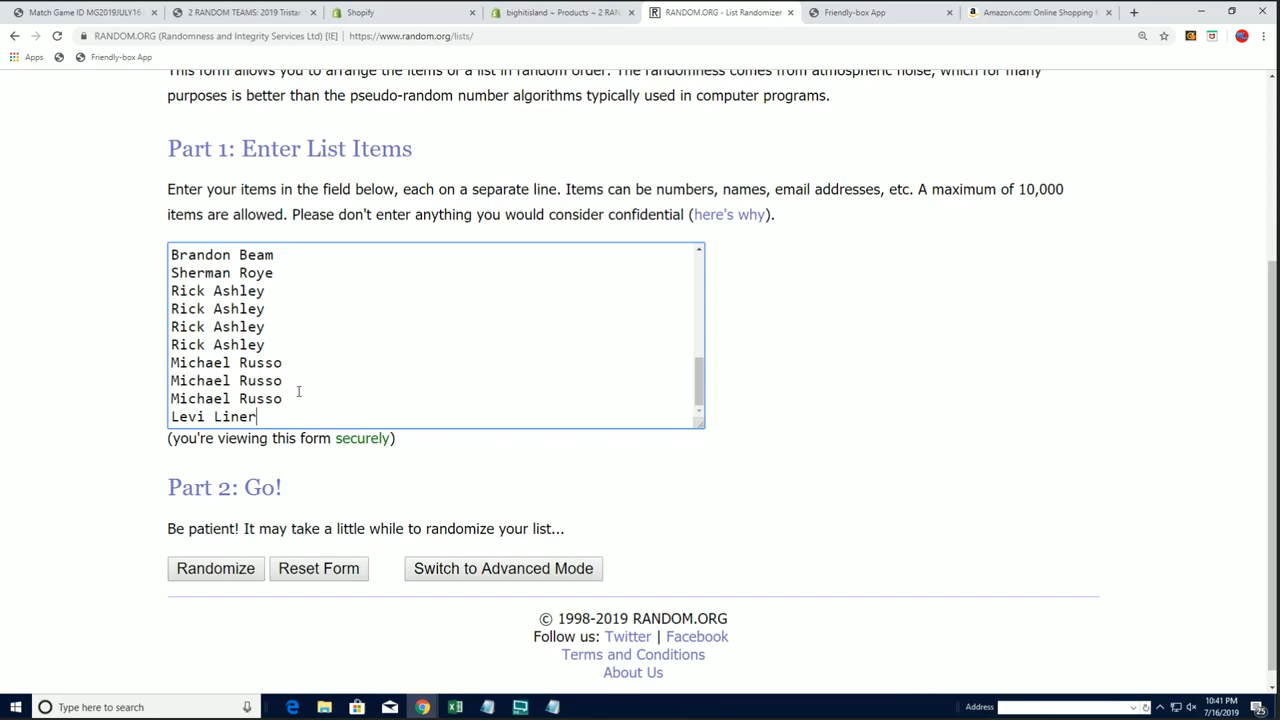 Match Game ID MG2019JULY16
2 RANDOM TEAMS: 2019 Tristar
Shopify
bighitisland ~ Products ~ 2 RAN
RANDOM.ORG - List Randomizer
Friendly-box App
Amazon.com: Online Shopping f
RANDOM.ORG (Randomness and Integrity Services Ltd) [IE] | https://www.random.org/lists/
Apps
Friendly-box App
This form allows you to arrange the items of a list in random order. The randomness comes from atmospheric noise, which for many
purposes is better than the pseudo-random number algorithms typically used in computer programs.
Part 1: Enter List Items
Enter your items in the field below, each on a separate line. Items can be numbers, names, email addresses, etc. A maximum of 10,000
items are allowed. Please don't enter anything you would consider confidential (here's why).
Brandon Beam
Sherman Roye
Rick Ashley
Rick Ashley
Rick Ashley
Rick Ashley
Michael Russo
Michael Russo
Michael Russo
Levi Liner
(you're viewing this form securely)
Part 2: Go!
Be patient! It may take a little while to randomize your list...
Randomize
Reset Form
Switch to Advanced Mode
© 1998-2019 RANDOM.ORG
Follow us: Twitter | Facebook
Terms and Conditions
About Us
Type here to search
Address
10:41 PM
7/16/2019
25